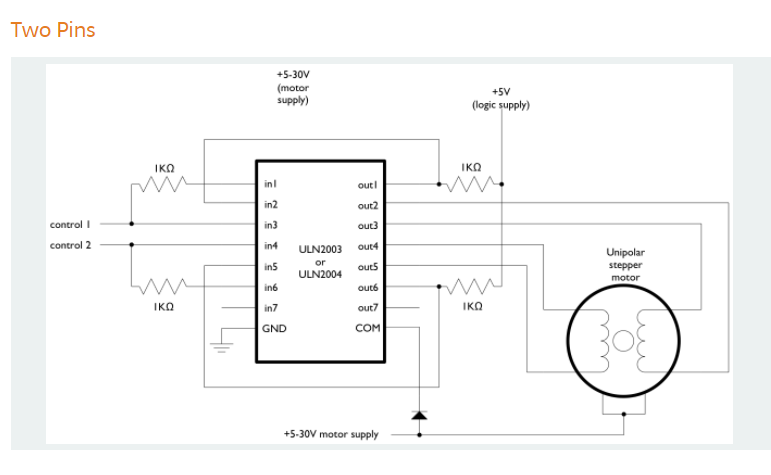 Two Pins
+5-30V
(motor
supply)
+5V
(logic supply)
1KΩ
1KΩ
in1
out1
in2
out2
control 1
in3
out3
control 2
in4
ULN2003
out4
or
in5
ULN2004
out5
in6
out6
1KΩ
in7
out7
1KΩ
GND
COM
Unipolar
stepper
motor
+5-30V motor supply